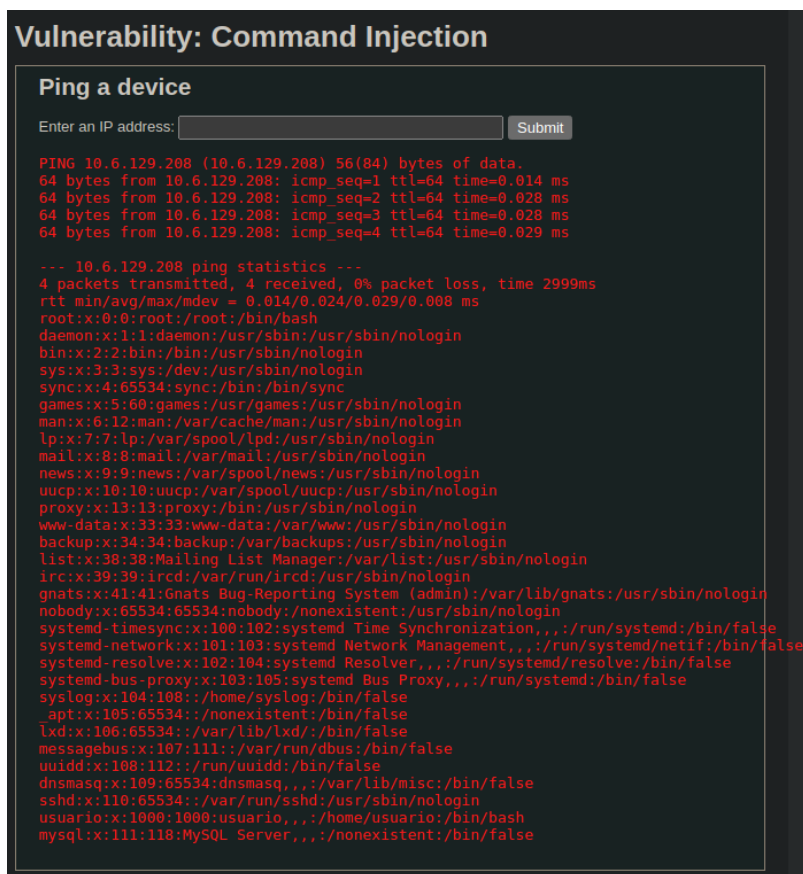 Vulnerability: Command Injection
Ping a device
Enter an IP address: Submit
PING 10.6.129.208 (10.6.129.208) 56(84) bytes of data.
64 bytes from 10.6.129.208: icmp_seq=1 ttl=64 time=0.014 ms
64 bytes from 10.6.129.208: icmp_seq=2 ttl=64 time=0.028 ms
64 bytes from 10.6.129.208: icmp_seq=3 ttl=64 time=0.028 ms
64 bytes from 10.6.129.208: icmp_seq=4 ttl=64 time=0.029 ms
--- 10.6.129.208 ping statistics ---
4 packets transmitted, 4 received, 0% packet loss, time 2999ms
rtt min/avg/max/mdev = 0.014/0.024/0.029/0.008 ms
root:x:0:0:root:/root:/bin/bash
daemon:x:1:1:daemon:/usr/sbin:/usr/sbin/nologin
bin:x:2:2:bin:/bin:/usr/sbin/nologin
sys:x:3:3:sys:/dev:/usr/sbin/nologin
sync:x:4:65534:sync:/bin:/bin/sync
games:x:5:60:games:/usr/games:/usr/sbin/nologin
man:x:6:12:man:/var/cache/man:/usr/sbin/nologin
lp:x:7:7:lp:/var/spool/lpd:/usr/sbin/nologin
mail:x:8:8:mail:/var/mail:/usr/sbin/nologin
news:x:9:9:news:/var/spool/news:/usr/sbin/nologin
uucp:x:10:10:uucp:/var/spool/uucp:/usr/sbin/nologin
proxy:x:13:13:proxy:/bin:/usr/sbin/nologin
www-data:x:33:33:www-data:/var/www:/usr/sbin/nologin
backup:x:34:34:backup:/var/backups:/usr/sbin/nologin
list:x:38:38:Mailing List Manager:/var/list:/usr/sbin/nologin
irc:x:39:39:ircd:/var/run/ircd:/usr/sbin/nologin
gnats:x:41:41:Gnats Bug-Reporting System (admin):/var/lib/gnats:/usr/sbin/nologin
nobody:x:65534:65534:nobody:/nonexistent:/usr/sbin/nologin
systemd-timesync:x:100:102:systemd Time Synchronization,,,:/run/systemd:/bin/false
systemd-network:x:101:103:systemd Network Management,,,:/run/systemd/netif:/bin/false
systemd-resolve:x:102:104:systemd Resolver,,,:/run/systemd/resolve:/bin/false
systemd-bus-proxy:x:103:105:systemd Bus Proxy,,,:/run/systemd:/bin/false
syslog:x:104:108::/home/syslog:/bin/false
_apt:x:105:65534::/nonexistent:/bin/false
lxd:x:106:65534::/var/lib/lxd/:/bin/false
messagebus:x:107:111::/var/run/dbus:/bin/false
uuidd:x:108:112::/run/uuidd:/bin/false
dnsmasq:x:109:65534:dnsmasq,,,:/var/lib/misc:/bin/false
sshd:x:110:65534::/var/run/sshd:/usr/sbin/nologin
usuario:x:1000:1000:usuario,,,:/home/usuario:/bin/bash
mysql:x:111:118:MySQL Server,,,:/nonexistent:/bin/false